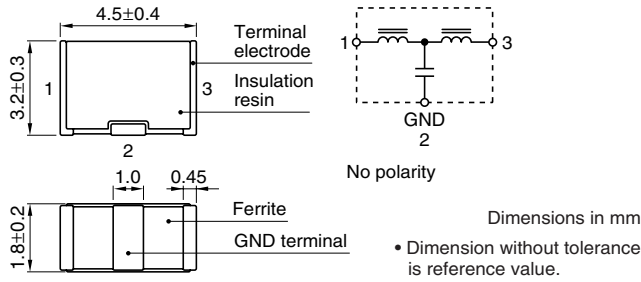 4.5±0.4
3.2±0.3
1
3
2
Terminal
electrode
Insulation
resin
1
3
GND
2
No polarity
1.0
0.45
1.8±0.2
Ferrite
GND terminal
Dimensions in mm
• Dimension without tolerance
is reference value.